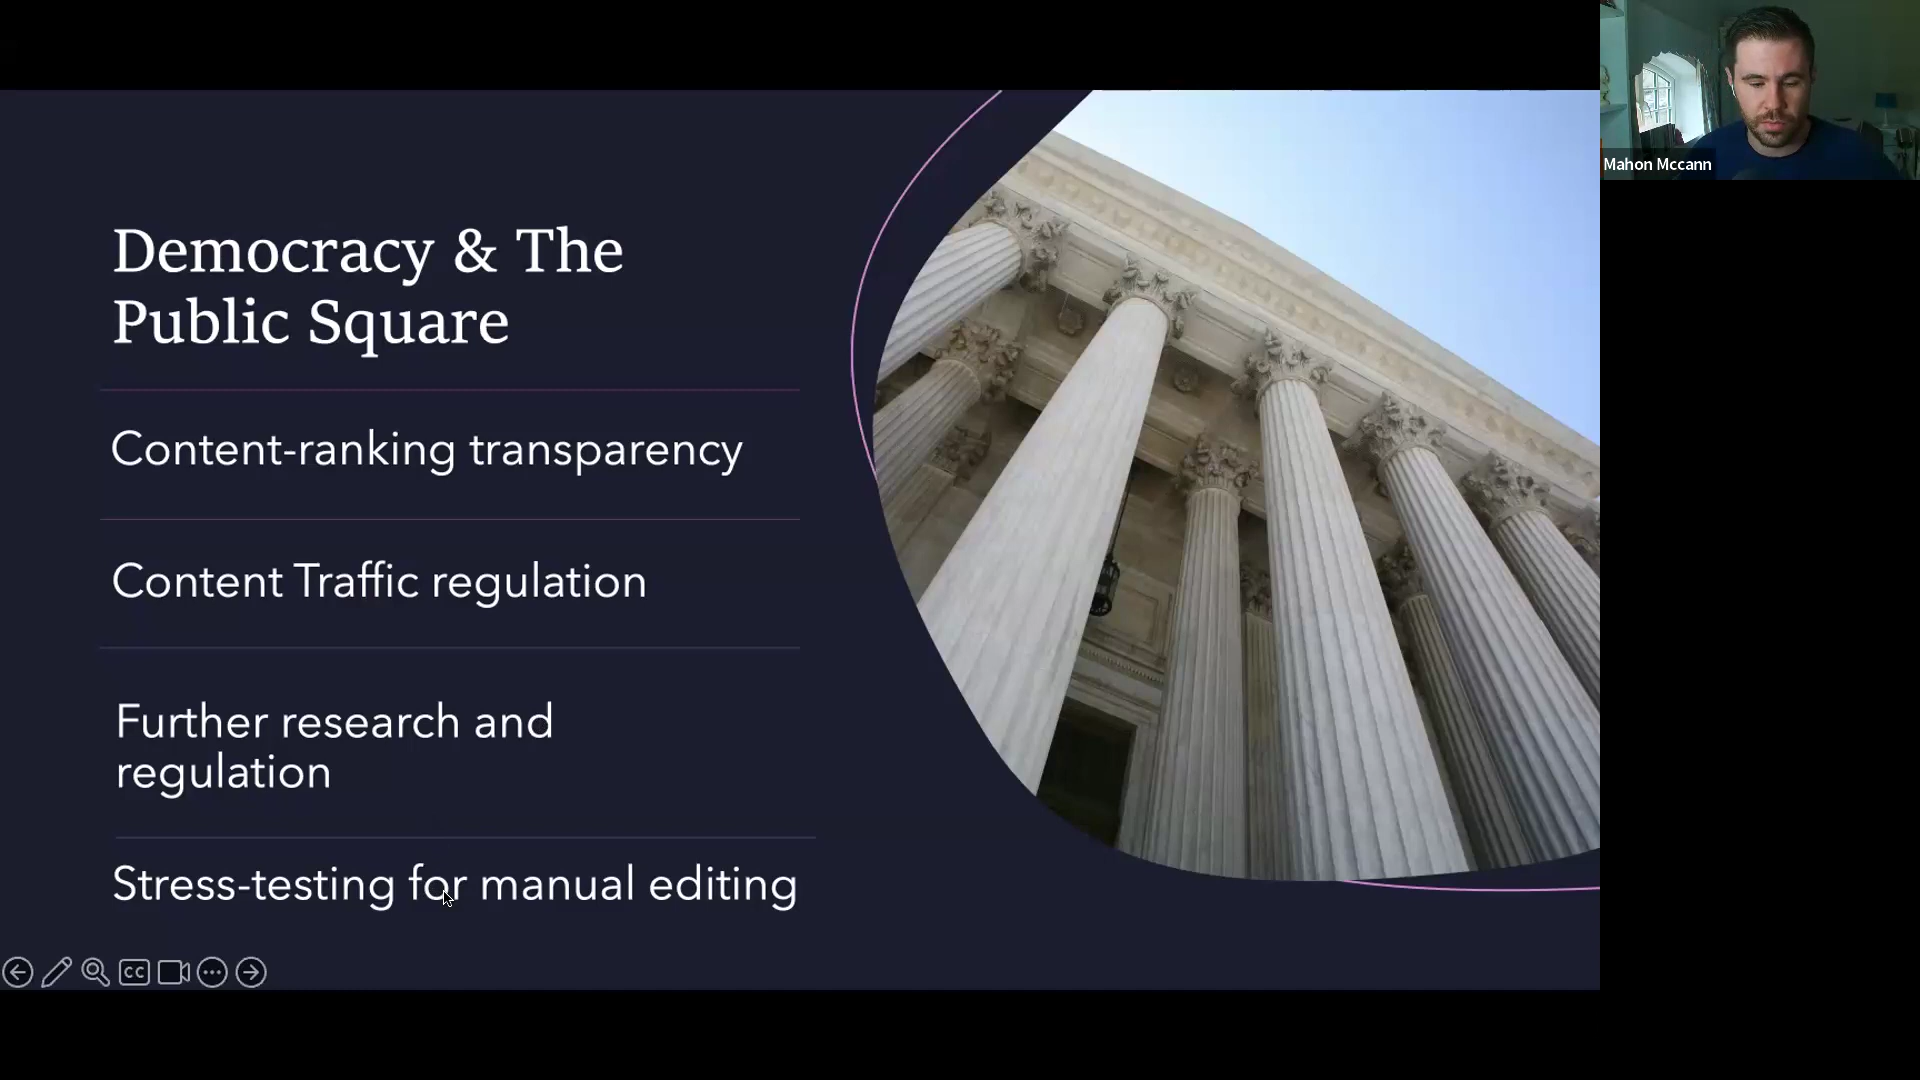 Democracy & The
Public Square
Content-ranking transparency
Content Traffic regulation
Further research and
regulation
Stress-testing for manual editing
CC
Mahon Mccann